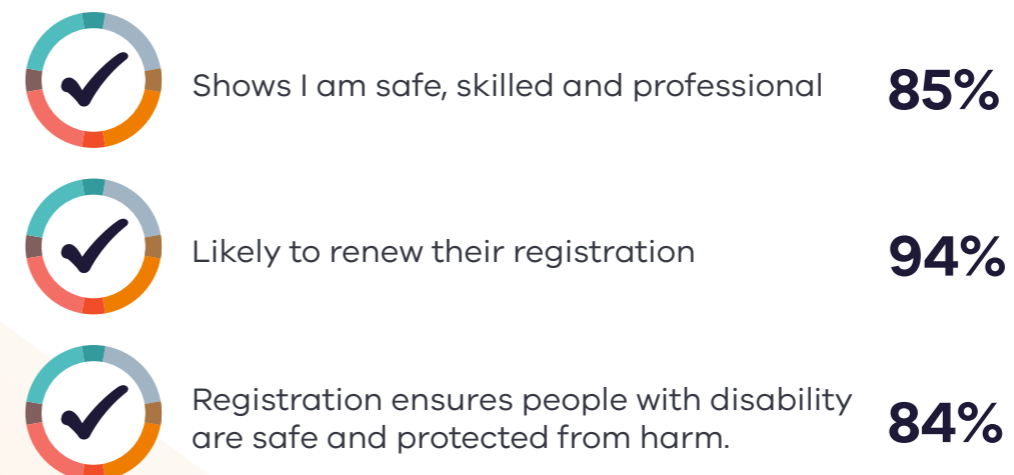 Shows I am safe, skilled and professional 85%
Likely to renew their registration 94%
Registration ensures people with disability
are safe and protected from harm. 84%